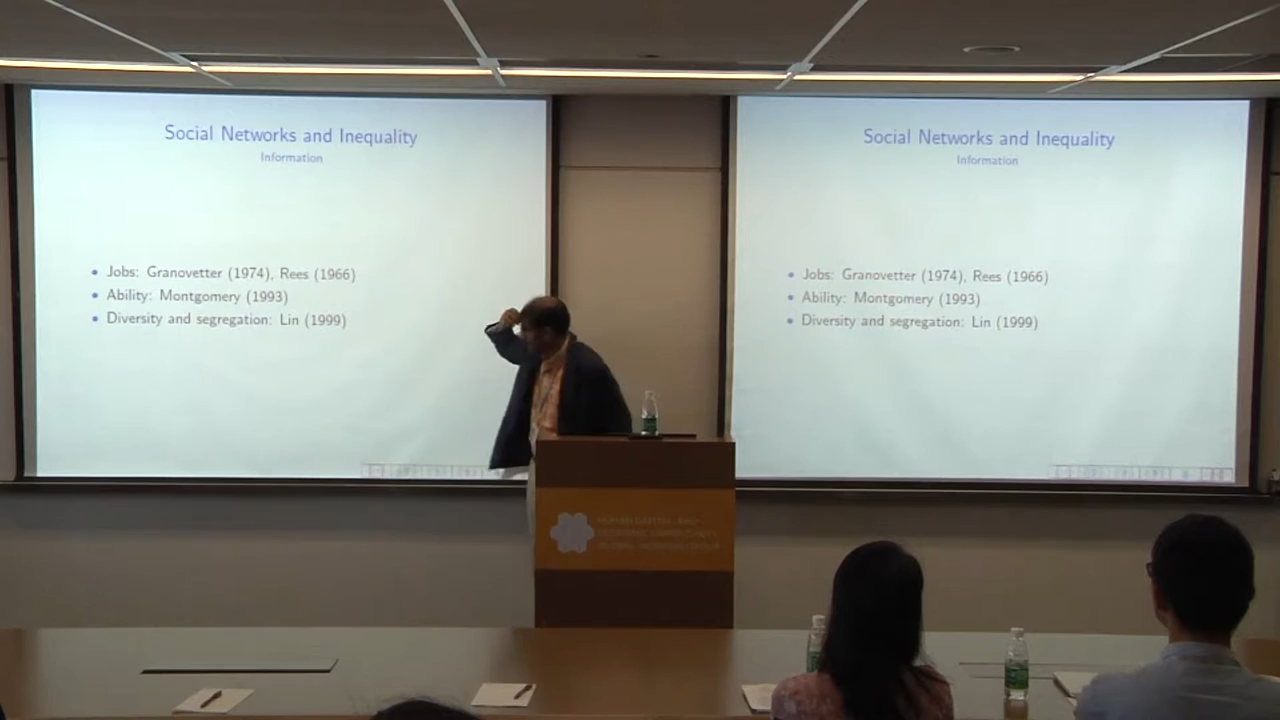 Social Networks and Inequality
Information
• Jobs: Granovetter (1974), Rees (1966)
• Ability: Montgomery (1993)
• Diversity and segregation: Lin (1999)
Social Networks and Inequality
Information
• Jobs: Granovetter (1974), Rees (1966)
• Ability: Montgomery (1993)
• Diversity and segregation: Lin (1999)